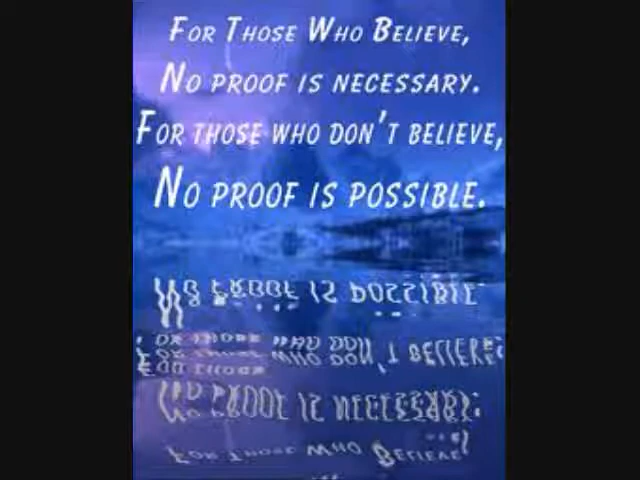 For Those Who Believe,
No proof is necessary.
For those who don't believe,
No proof is possible.